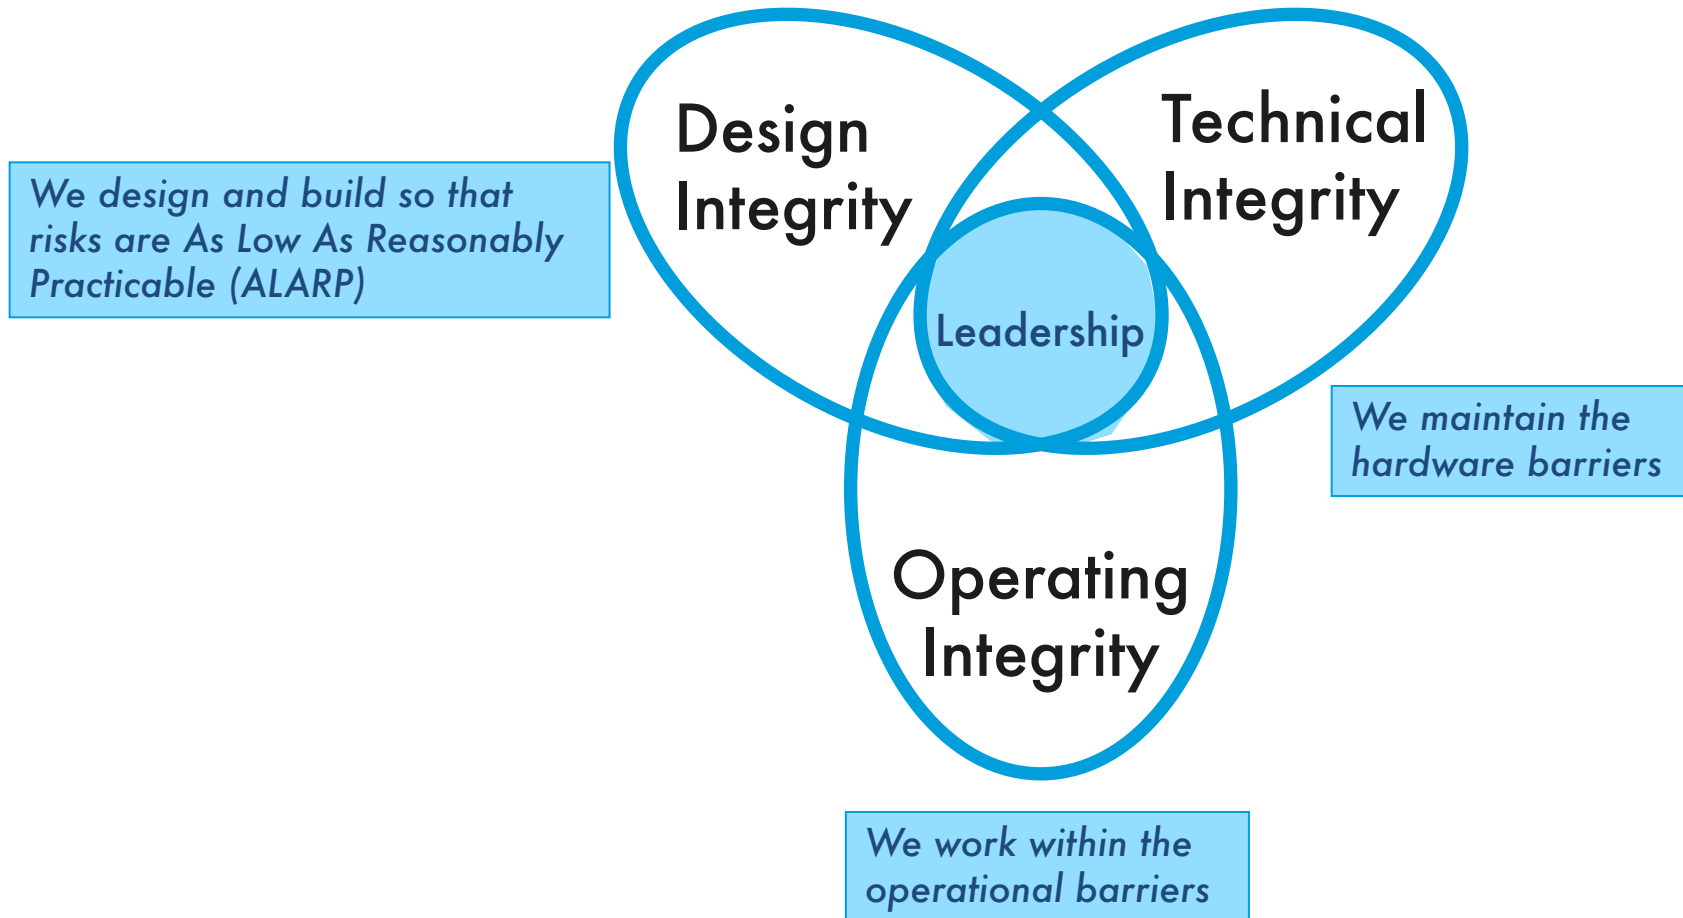 Design
Integrity
Technical
Integrity
We design and build so that
risks are As Low As Reasonably
Practicable (ALARP)
Leadership
We maintain the
hardware barriers
Operating
Integrity
We work within the
operational barriers